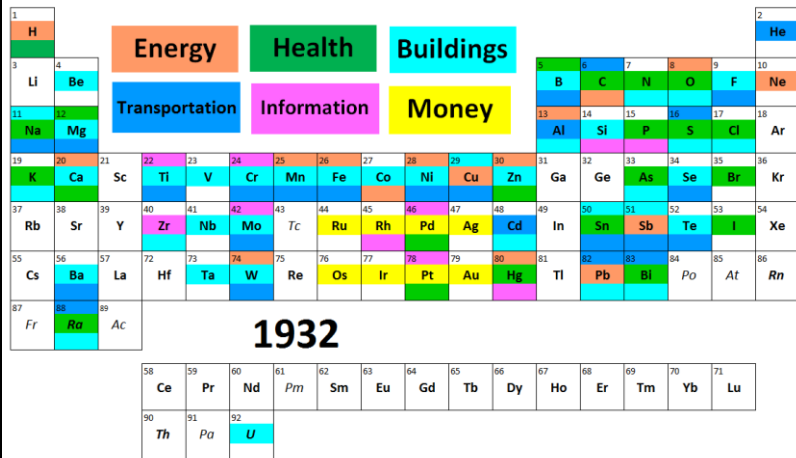 1 2
H He
Energy Health Buildings
3 4 5 6 7 8 9 10
Li Be B C N O F Ne
Transportation Information Money
11 12 13 14 15 16 17 18
Na Mg Al Si P S Cl Ar
19 20 21 22 23 24 25 26 27 28 29 30 31 32 33 34 35 36
K Ca Sc Ti V Cr Mn Fe Co Ni Cu Zn Ga Ge As Se Br Kr
37 38 39 40 41 42 43 44 45 46 47 48 49 50 51 52 53 54
Rb Sr Y Zr Nb Mo Tc Ru Rh Pd Ag Cd In Sn Sb Te I Xe
55 56 57 72 73 74 75 76 77 78 79 80 81 82 83 84 85 86
Cs Ba La Hf Ta W Re Os Ir Pt Au Hg Tl Pb Bi Po At Rn
87 88 89
Fr Ra Ac
1932
58 59 60 61 62 63 64 65 66 67 68 69 70 71
Ce Pr Nd Pm Sm Eu Gd Tb Dy Ho Er Tm Yb Lu
90 91 92
Th Pa U